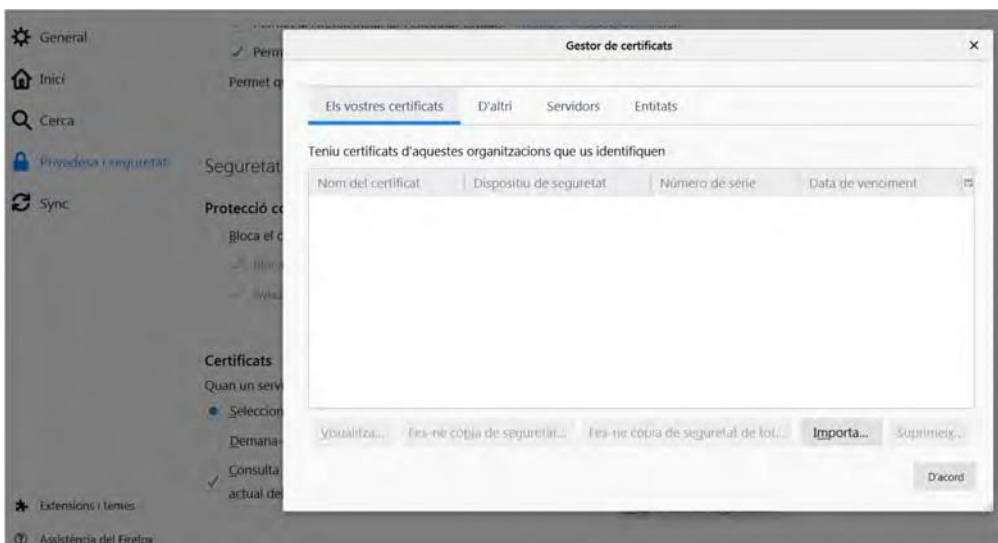 General
Inici
Cerca
Privadesa i seguretat
Sync
Extensions i temes
Assistència del Firefox
Perm
Permet q
Seguretat
Protecció co
Bloca el c
Certificats
Quan un servi
Seleccion
Demana-
Consulta
actual del
Gestor de certificats
Els vostres certificats D'altri Servidors Entitats
Teniu certificats d'aquestes organitzacions que us identifiquen
Nom del certificat Dispositiu de seguretat Número de sèrie Data de venciment
Visualitza... Fes-ne còpia de seguretat... Fes-ne còpia de seguretat de tot... Importa... Suprimeix...
D'acord